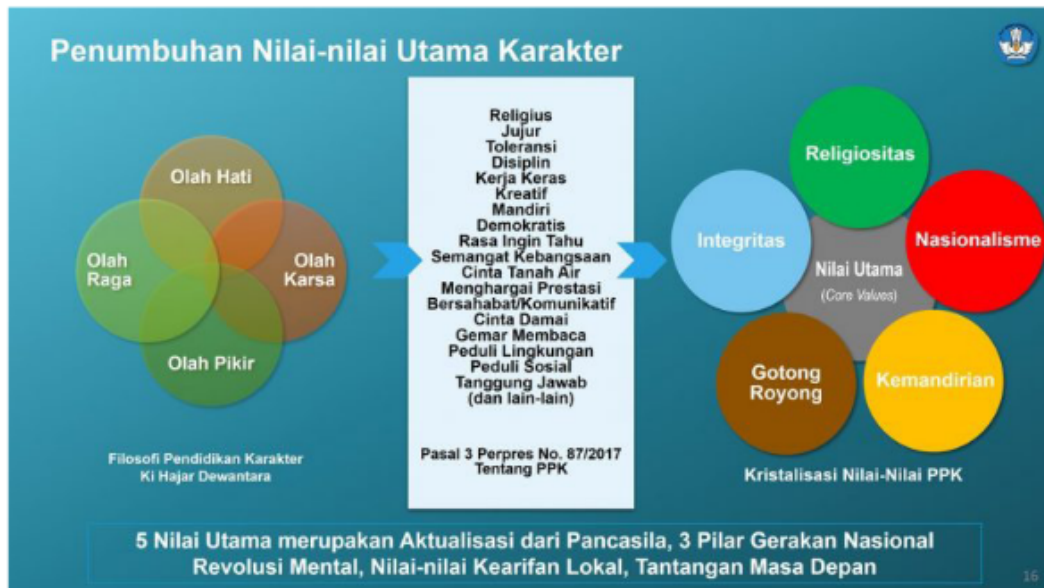 Penumbuhan Nilai-nilai Utama Karakter
Olah Hati
Olah
Raga
Olah
Karsa
Olah Pikir
Filosofi Pendidikan Karakter
Ki Hajar Dewantara
Religius
Jujur
Toleransi
Disiplin
Kerja Keras
Kreatif
Mandiri
Demokratis
Rasa Ingin Tahu
Semangat Kebangsaan
Cinta Tanah Air
Menghargai Prestasi
Bersahabat/Komunikatif
Cinta Damai
Gemar Membaca
Peduli Lingkungan
Peduli Sosial
Tanggung Jawab
(dan lain-lain)
Pasal 3 Perpres No. 87/2017
Tentang PPK
Religiositas
Integritas
Nasionalisme
Nilai Utama
(Core Values)
Gotong
Royong
Kemandirian
Kristalisasi Nilai-Nilai PPK
5 Nilai Utama merupakan Aktualisasi dari Pancasila, 3 Pilar Gerakan Nasional
Revolusi Mental, Nilai-nilai Kearifan Lokal, Tantangan Masa Depan
16